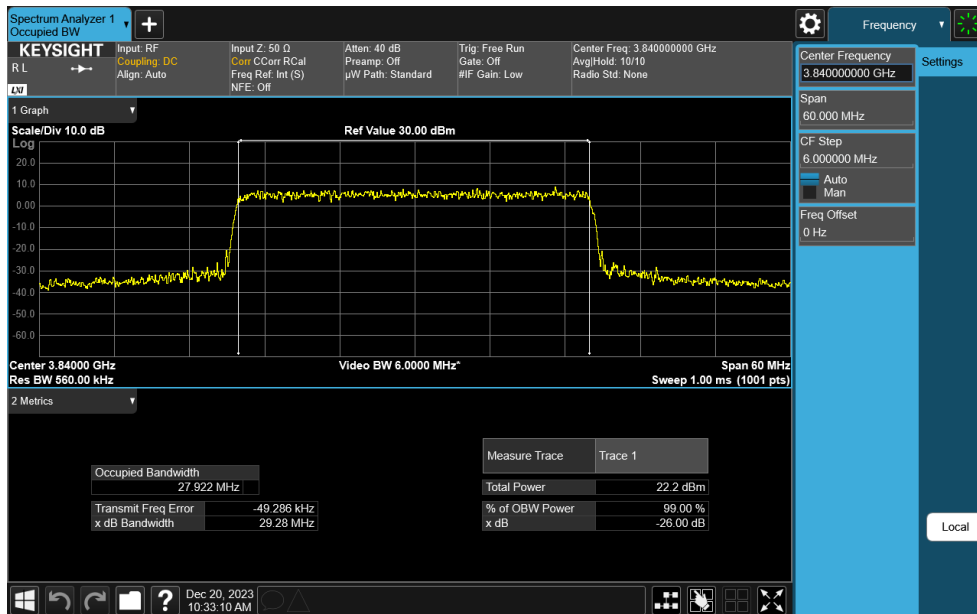 Spectrum Analyzer 1
Occupied BW
Frequency
KEYSIGHT
R L
LXI
Input: RF
Coupling: DC
Align: Auto
Input Z: 50 Ω
Corr CCorr RCal
Freq Ref: Int (S)
NFE: Off
Atten: 40 dB
Preamp: Off
µW Path: Standard
Trig: Free Run
Gate: Off
#IF Gain: Low
Center Freq: 3.840000000 GHz
Avg|Hold: 10/10
Radio Std: None
Center Frequency
3.840000000 GHz
Settings
Span
60.000 MHz
CF Step
6.000000 MHz
Auto
Man
Freq Offset
0 Hz
Local
1 Graph
Scale/Div 10.0 dB
Ref Value 30.00 dBm
Log
20.0
10.0
0.00
-10.0
-20.0
-30.0
-40.0
-50.0
-60.0
Center 3.84000 GHz
Video BW 6.0000 MHz*
Span 60 MHz
Res BW 560.00 kHz
Sweep 1.00 ms (1001 pts)
2 Metrics
Occupied Bandwidth
27.922 MHz
Transmit Freq Error -49.286 kHz
x dB Bandwidth 29.28 MHz
Measure Trace Trace 1
Total Power 22.2 dBm
% of OBW Power 99.00 %
x dB -26.00 dB
?
Dec 20, 2023
10:33:10 AM